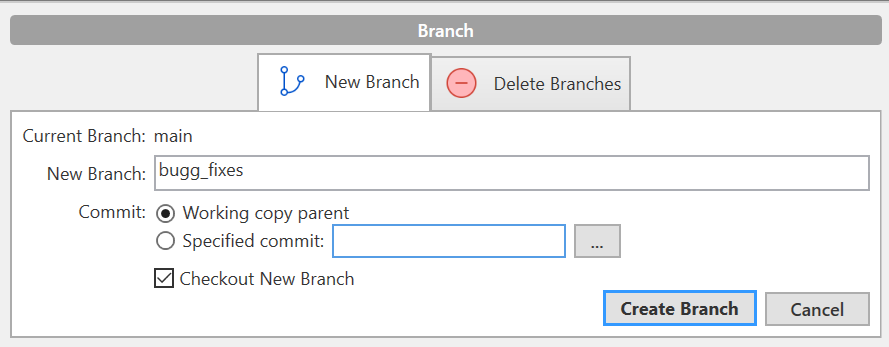 Branch
New Branch
Delete Branches
Current Branch: main
New Branch: bugg_fixes
Commit: Working copy parent
Specified commit: ...
Checkout New Branch
Create Branch Cancel